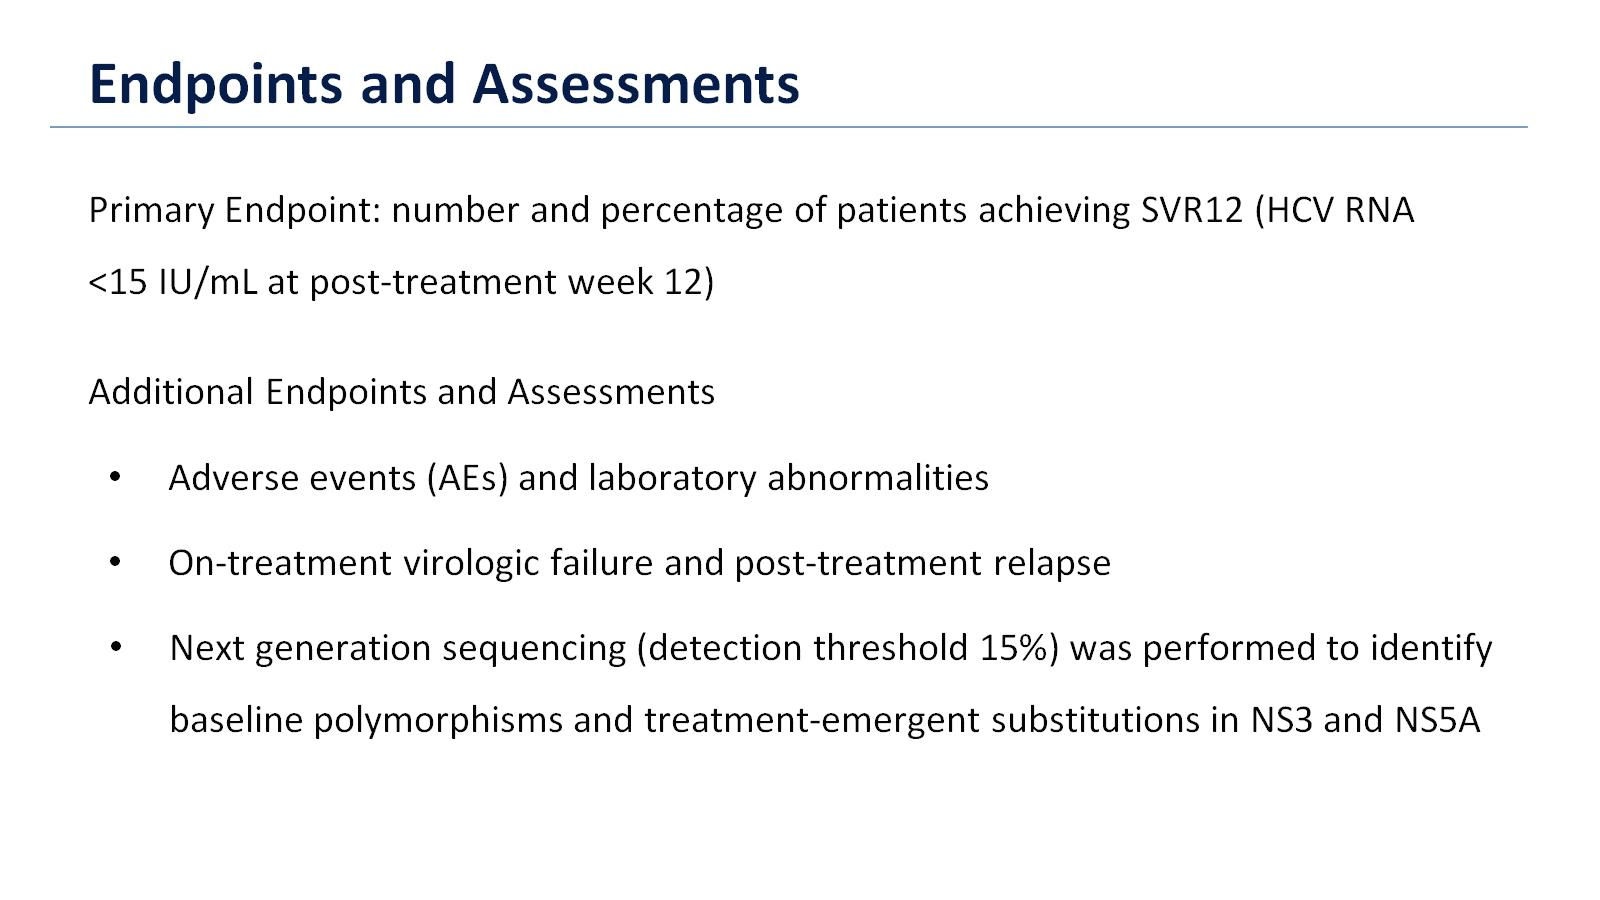 Endpoints and Assessments
Primary Endpoint: number and percentage of patients achieving SVR12 (HCV RNA
<15 IU/mL at post-treatment week 12)
Additional Endpoints and Assessments
• Adverse events (AEs) and laboratory abnormalities
• On-treatment virologic failure and post-treatment relapse
• Next generation sequencing (detection threshold 15%) was performed to identify
baseline polymorphisms and treatment-emergent substitutions in NS3 and NS5A